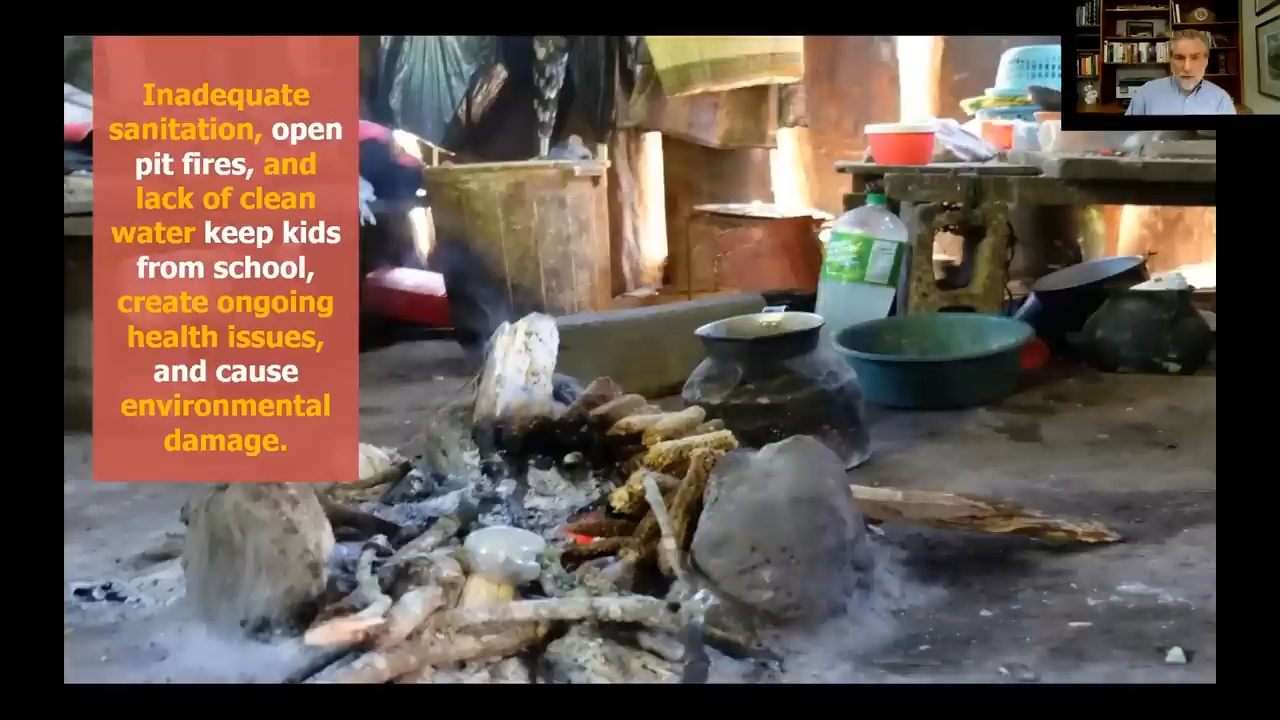 Inadequate
sanitation, open
pit fires, and
lack of clean
water keep kids
from school,
create ongoing
health issues,
and cause
environmental
damage.